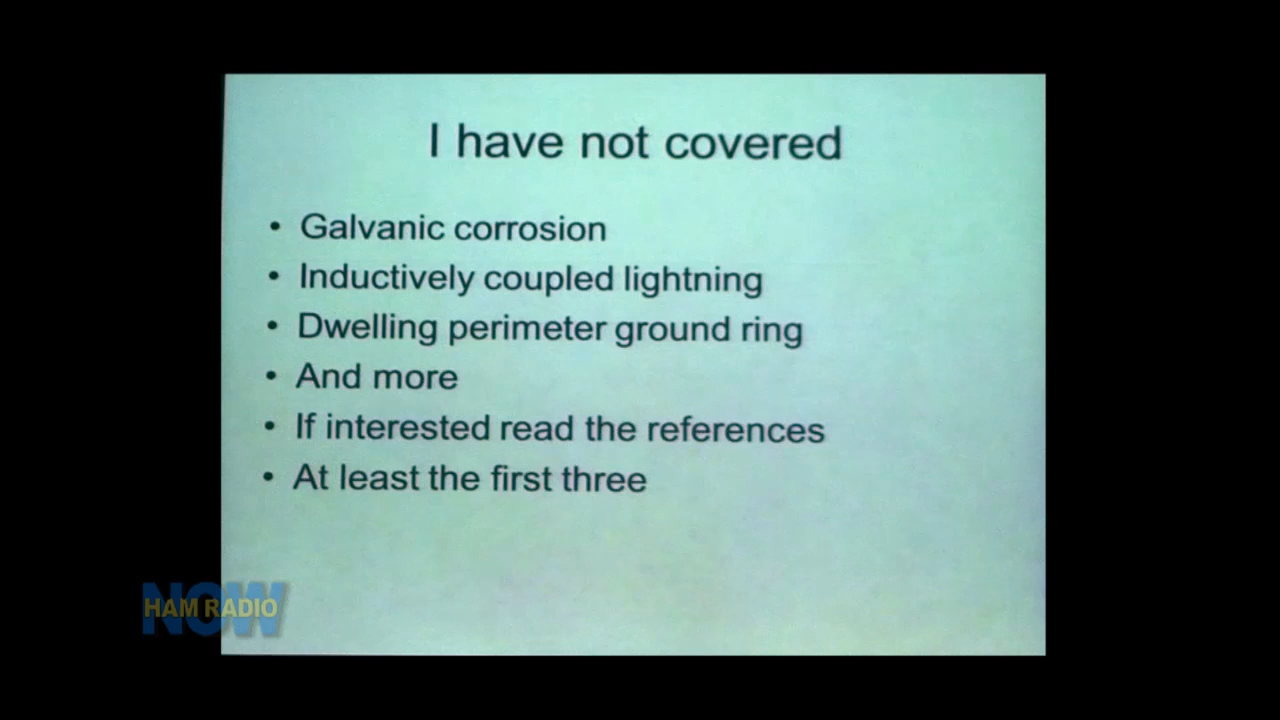 I have not covered
• Galvanic corrosion
• Inductively coupled lightning
• Dwelling perimeter ground ring
• And more
• If interested read the references
• At least the first three
NOW
HAM RADIO